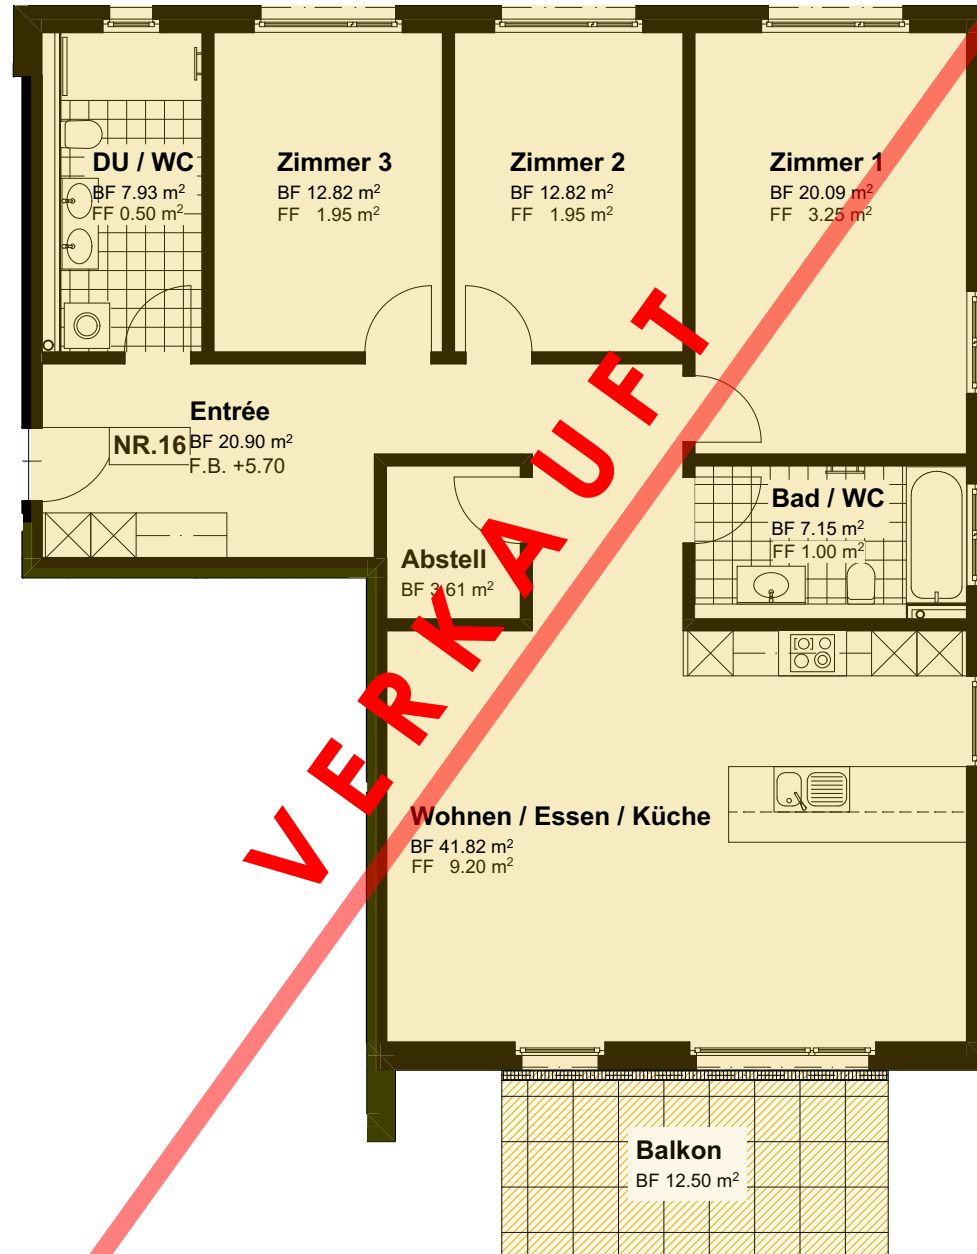 DU / WC
BF 7.93 m²
FF 0.50 m²
Zimmer 3
BF 12.82 m²
FF 1.95 m²
Zimmer 2
BF 12.82 m²
FF 1.95 m²
Zimmer 1
BF 20.09 m²
FF 3.25 m²
Entrée
BF 20.90 m²
F.B. +5.70
NR.16
Abstell
BF 3.61 m²
Bad / WC
BF 7.15 m²
FF 1.00 m²
VERKAUFT
Wohnen / Essen / Küche
BF 41.82 m²
FF 9.20 m²
Balkon
BF 12.50 m²